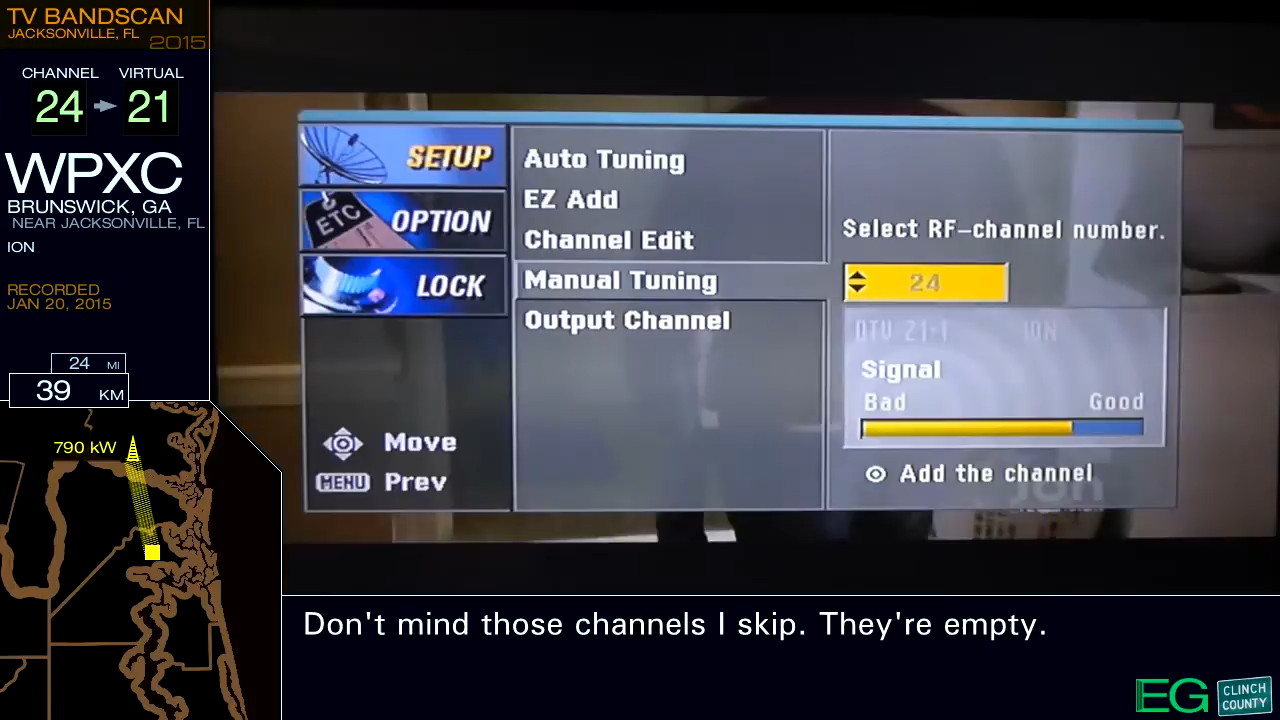 TV BANDSCAN
JACKSONVILLE, FL
2015
CHANNEL VIRTUAL
24 21
WPXC
BRUNSWICK, GA
NEAR JACKSONVILLE, FL
ION
RECORDED
JAN 20, 2015
24 MI
39 KM
790 kW
SETUP
ETC OPTION
LOCK
Move
MENU Prev
Auto Tuning
EZ Add
Channel Edit
Manual Tuning
Output Channel
Select RF-channel number.
24
DTV 21-1 ION
Signal
Bad Good
Add the channel
ion
Don't mind those channels I skip. They're empty.
EG CLINCH
COUNTY